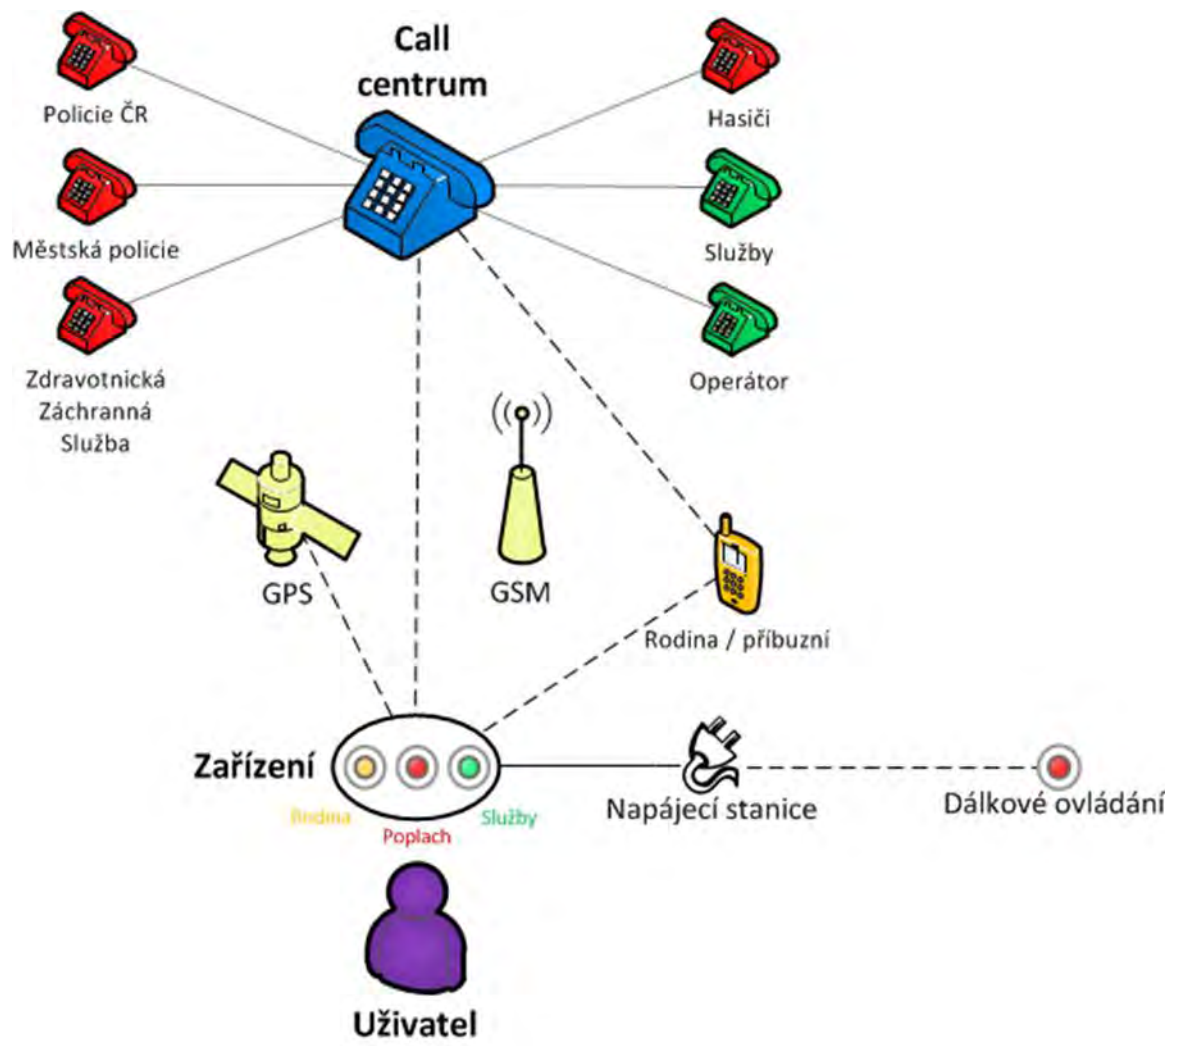 Call
centrum
Policie ČR
Hasiči
Městská policie
Služby
Zdravotnická
Záchranná
Služba
Operátor
GPS
GSM
Rodina / příbuzní
Zařízení
Rodina
Poplach
Služby
Napájecí stanice
Dálkové ovládání
Uživatel